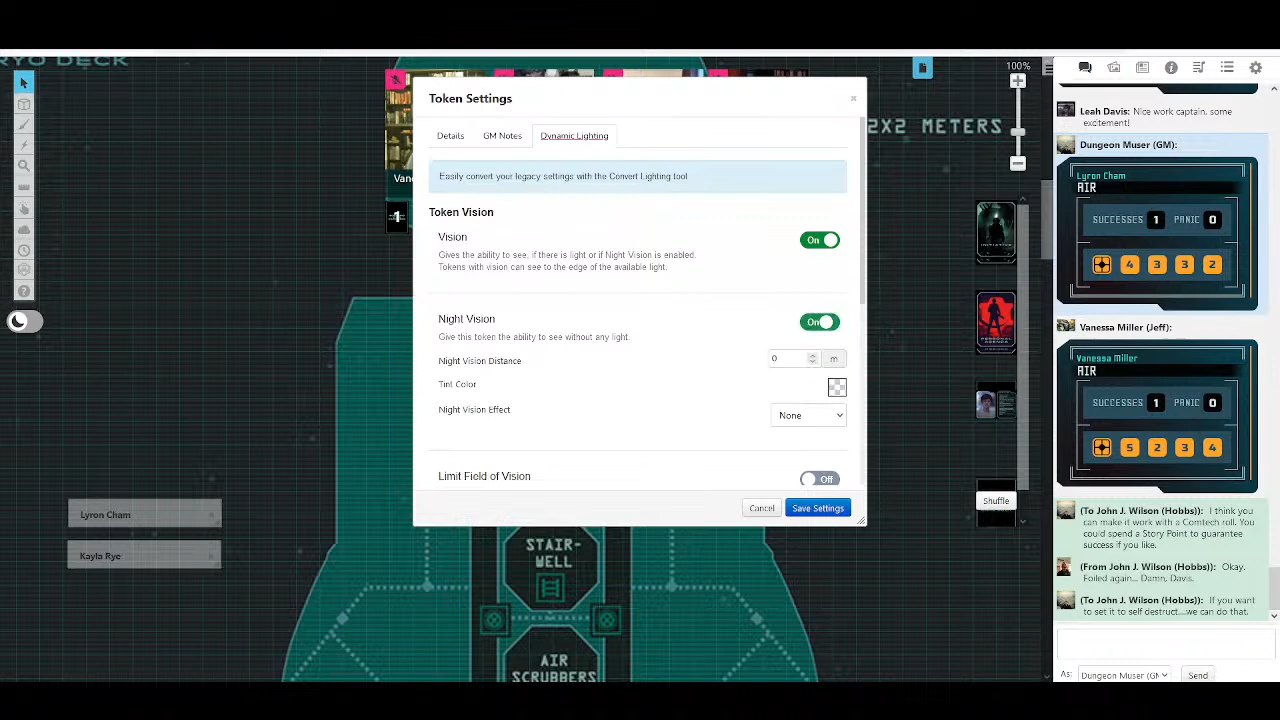 RYO DECK
Token Settings
×
Details
GM Notes
Dynamic Lighting
Easily convert your legacy settings with the Convert Lighting tool
Token Vision
Vision
On
Gives the ability to see, if there is light or if Night Vision is enabled.
Tokens with vision can see to the edge of the available light.
Night Vision
On
Give this token the ability to see without any light.
Night Vision Distance
0
m
Tint Color
Night Vision Effect
None
Limit Field of Vision
Off
Cancel
Save Settings
Van
1
2X2 METERS
100%
INITIATIVE
PERSONAL
AGENDA
Shuffle
Lyron Cham
Kayla Rye
STAIR-
WELL
AIR
SCRUBBERS
Leah Davis: Nice work captain, some
excitement!
Dungeon Muser (GM):
Lyron Cham
AIR
SUCCESSES 1 PANIC 0
4 3 3 2
Vanessa Miller (Jeff):
Vanessa Miller
AIR
SUCCESSES 1 PANIC 0
5 2 3 4
(To John J. Wilson (Hobbs)): I think you
can make it work with a Comtech roll. You
could spend a Story Point to guarantee
success if you like.
(From John J. Wilson (Hobbs)): Okay.
Foiled again... Damn, Davis.
(To John J. Wilson (Hobbs)): If you want
to set it to self destruct....we can do that.
As:
Dungeon Muser (GM
Send